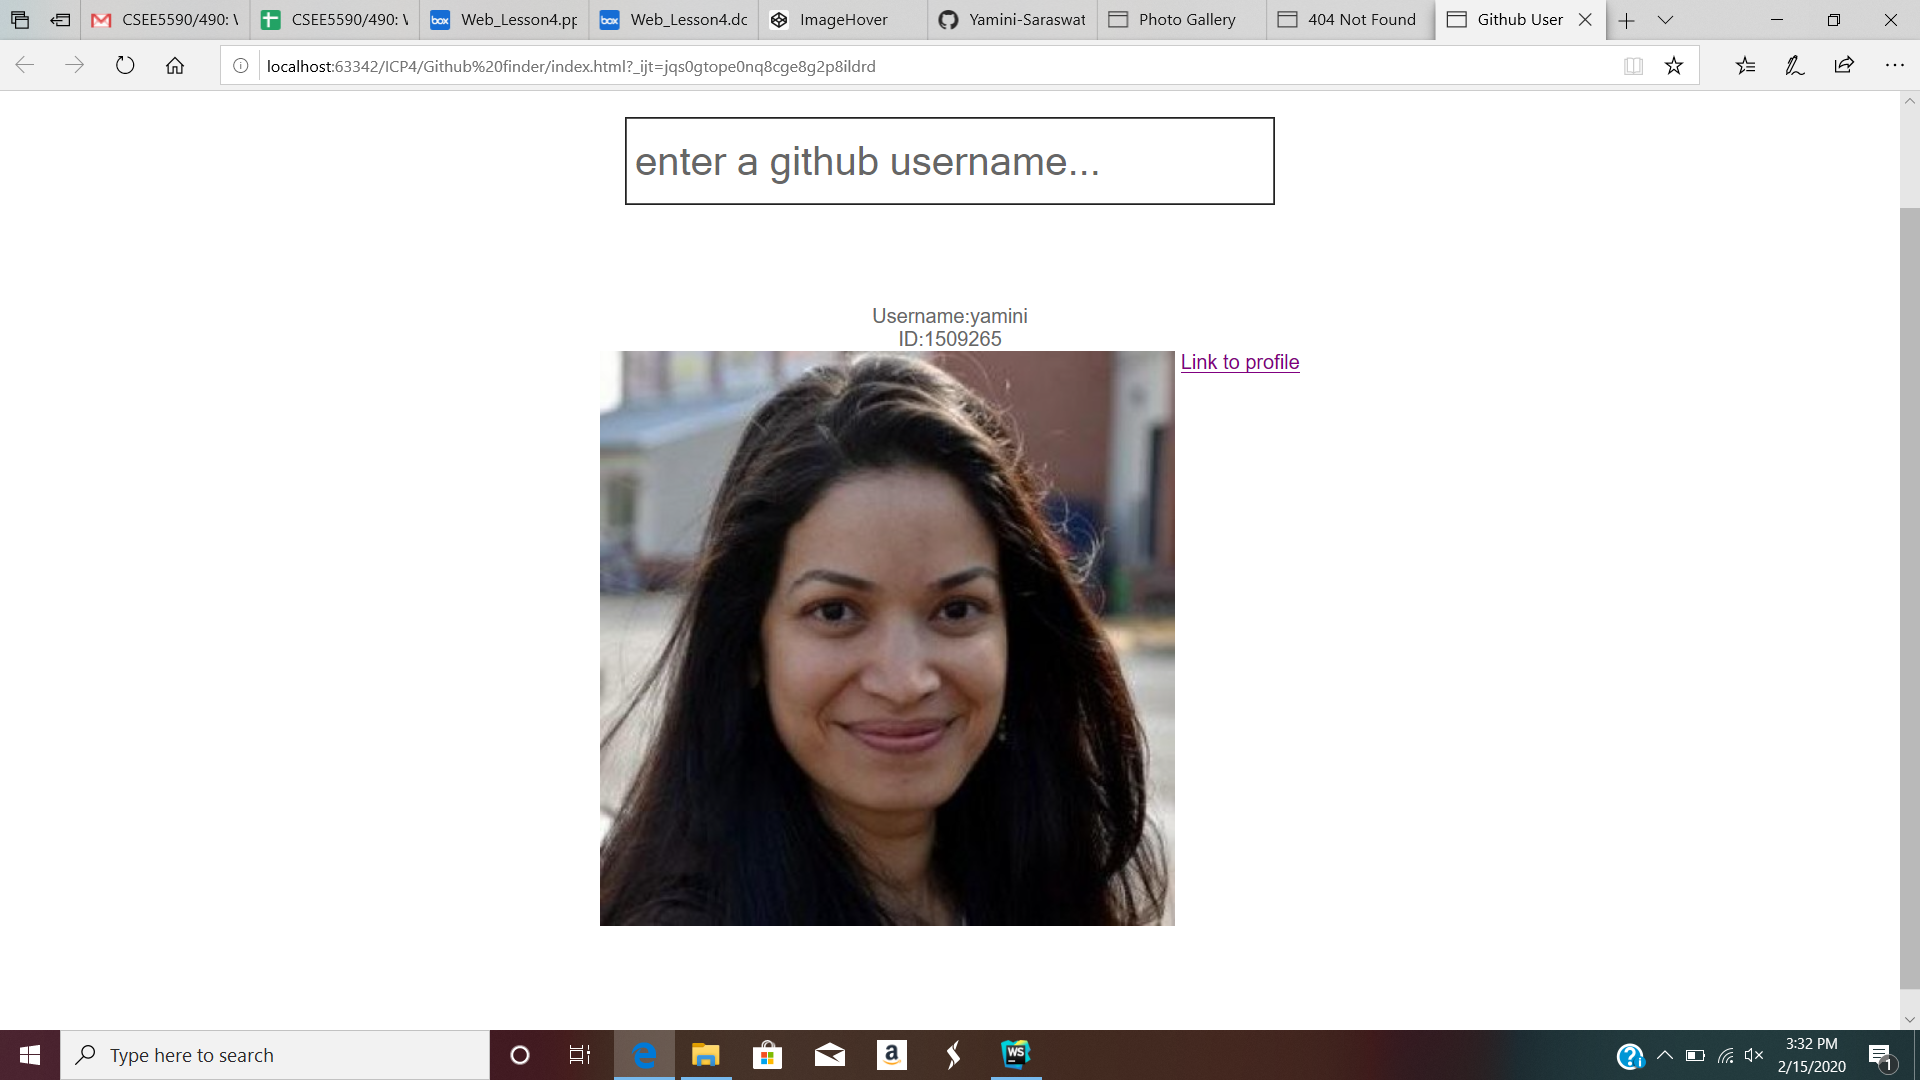 CSEE5590/490: V
CSEE5590/490: V
Web_Lesson4.pp
Web_Lesson4.dc
ImageHover
Yamini-Saraswat
Photo Gallery
404 Not Found
Github User
localhost:63342/ICP4/Github%20finder/index.html?_ijt=jqs0gtope0nq8cge8g2p8ildrd
enter a github username...
Username:yamini
ID:1509265
Link to profile
Type here to search
3:32 PM
2/15/2020
1